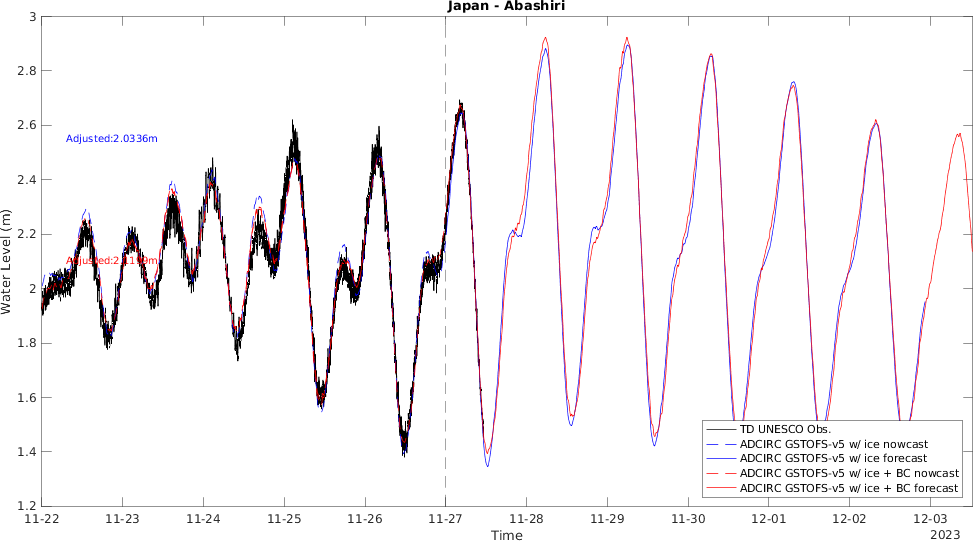 Japan - Abashiri
Water Level (m)
3
2.8
2.6
2.4
2.2
2
1.8
1.6
1.4
1.2
Adjusted:2.0336m
TD UNESCO Obs.
ADCIRC GSTOFS-v5 w/ ice nowcast
ADCIRC GSTOFS-v5 w/ ice forecast
ADCIRC GSTOFS-v5 w/ ice + BC nowcast
ADCIRC GSTOFS-v5 w/ ice + BC forecast
11-22
11-23
11-24
11-25
11-26
11-27
11-28
11-29
11-30
12-01
12-02
12-03
2023
Time